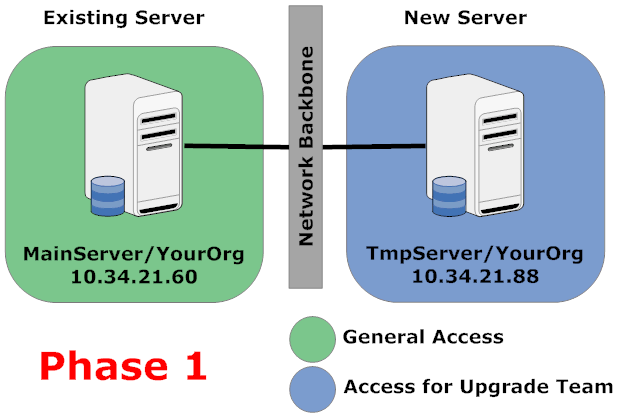 Existing Server
New Server
Network Backbone
MainServer/YourOrg
10.34.21.60
TmpServer/YourOrg
10.34.21.88
General Access
Phase 1
Access for Upgrade Team